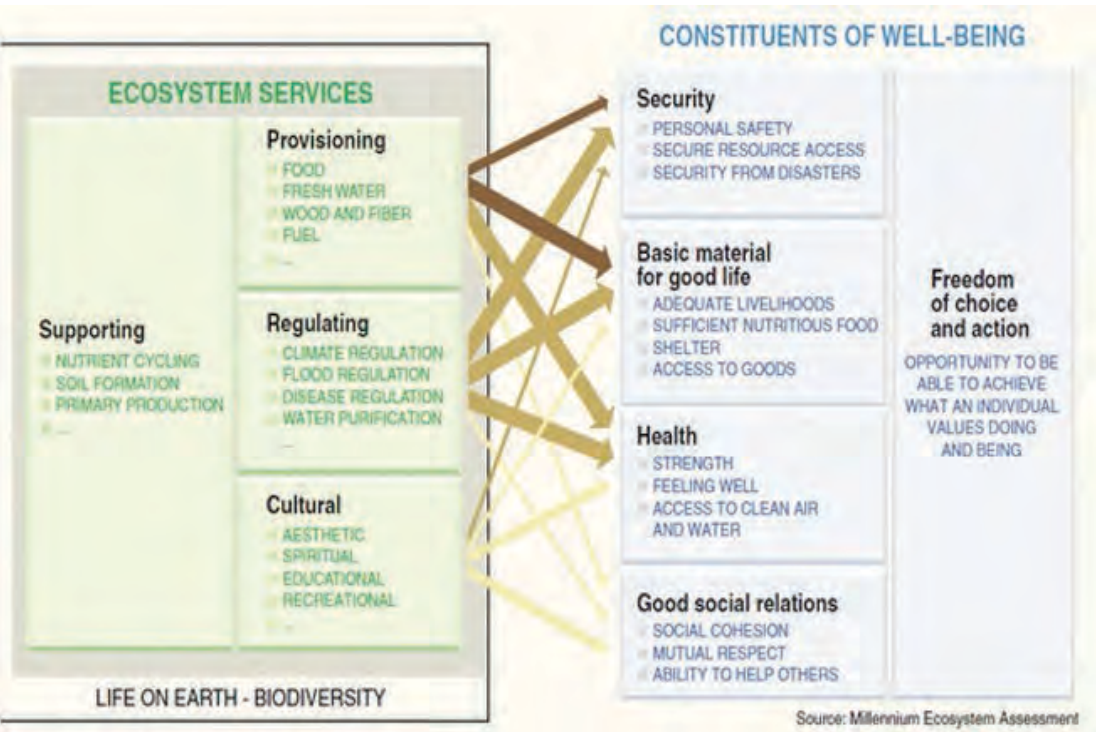 CONSTITUENTS OF WELL-BEING
ECOSYSTEM SERVICES
Supporting
NUTRIENT CYCLING
SOIL FORMATION
PRIMARY PRODUCTION
...
Provisioning
FOOD
FRESH WATER
WOOD AND FIBER
FUEL
...
Regulating
CLIMATE REGULATION
FLOOD REGULATION
DISEASE REGULATION
WATER PURIFICATION
...
Cultural
AESTHETIC
SPIRITUAL
EDUCATIONAL
RECREATIONAL
...
LIFE ON EARTH - BIODIVERSITY
Security
PERSONAL SAFETY
SECURE RESOURCE ACCESS
SECURITY FROM DISASTERS
Basic material
for good life
ADEQUATE LIVELIHOODS
SUFFICIENT NUTRITIOUS FOOD
SHELTER
ACCESS TO GOODS
Health
STRENGTH
FEELING WELL
ACCESS TO CLEAN AIR
AND WATER
Good social relations
SOCIAL COHESION
MUTUAL RESPECT
ABILITY TO HELP OTHERS
Freedom
of choice
and action
OPPORTUNITY TO BE
ABLE TO ACHIEVE
WHAT AN INDIVIDUAL
VALUES DOING
AND BEING
Source: Millennium Ecosystem Assessment